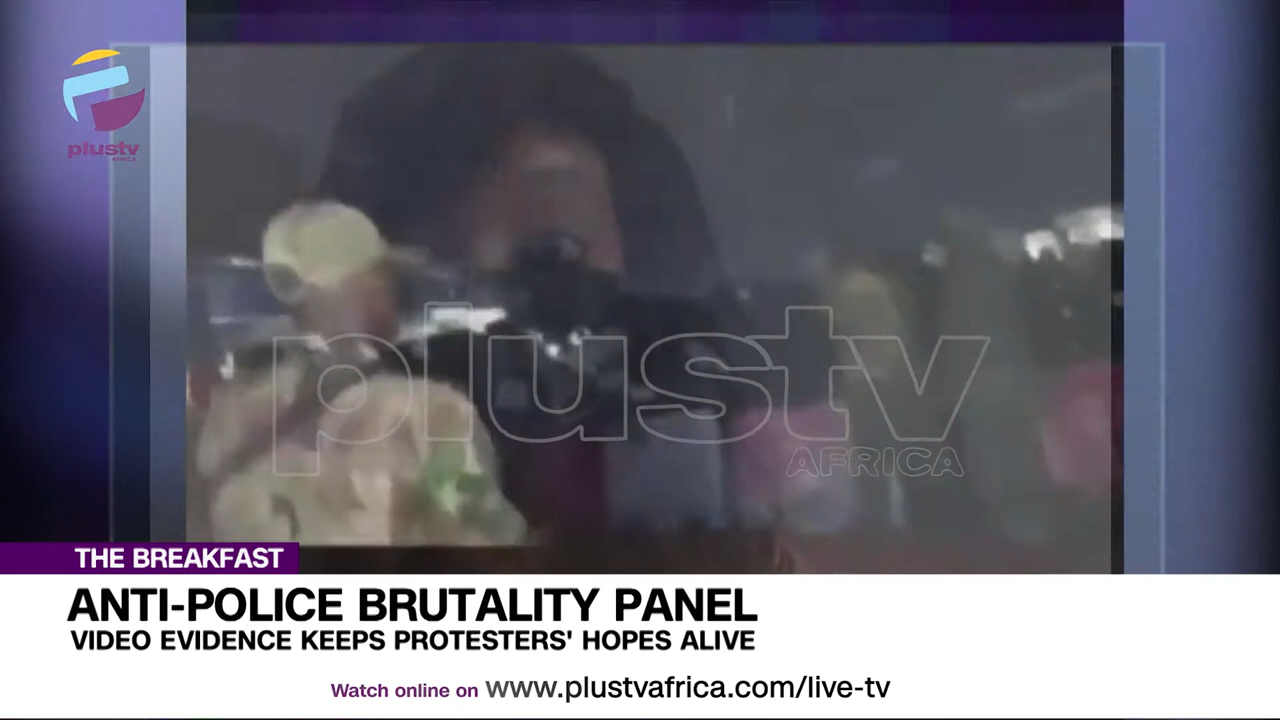 plustv
AFRICA
plustv
AFRICA
THE BREAKFAST
ANTI-POLICE BRUTALITY PANEL
VIDEO EVIDENCE KEEPS PROTESTERS' HOPES ALIVE
Watch online on www.plustvafrica.com/live-tv